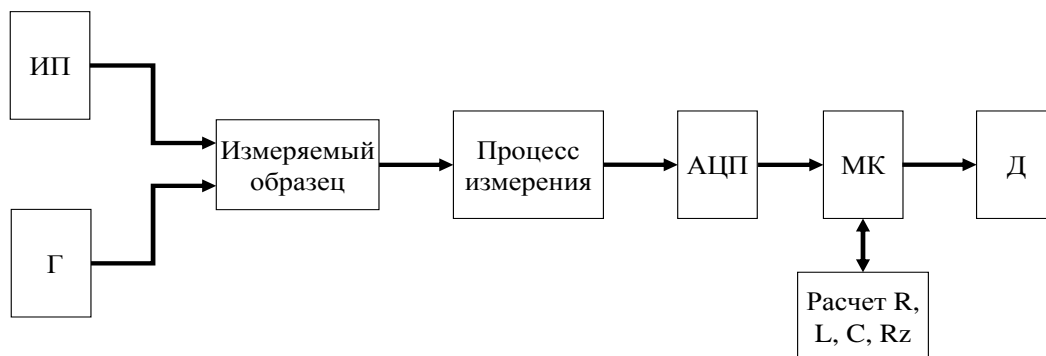 ИП
Г
Измеряемый
образец
Процесс
измерения
АЦП
МК
Д
Расчет R,
L, C, Rz